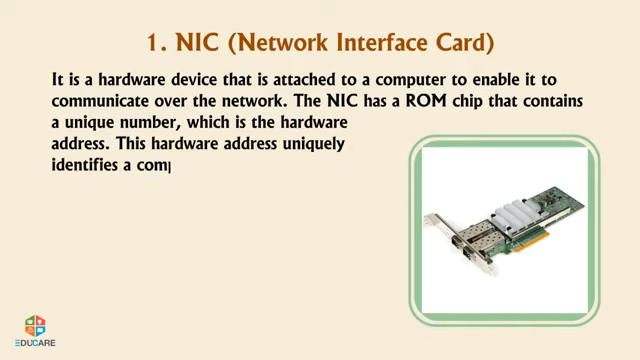 1. NIC (Network Interface Card)
It is a hardware device that is attached to a computer to enable it to
communicate over the network. The NIC has a ROM chip that contains
a unique number, which is the hardware
address. This hardware address uniquely
identifies a comp
EDUCARE